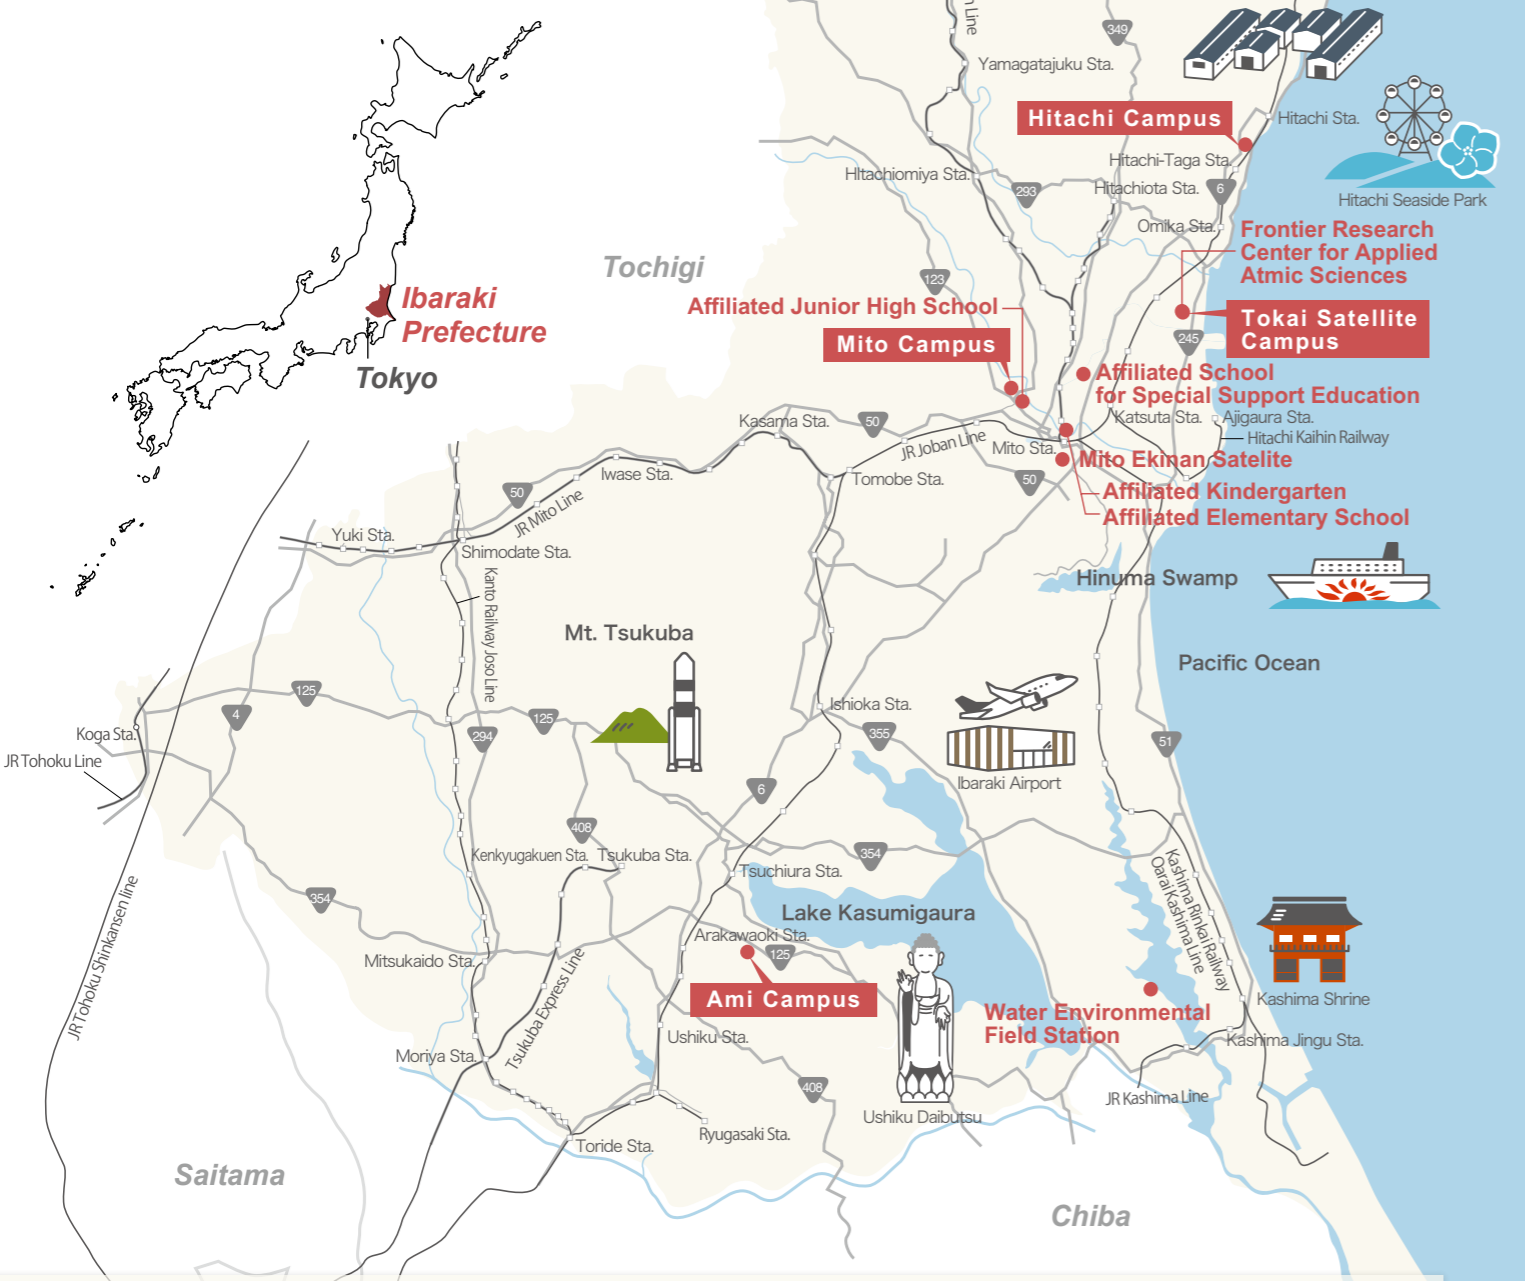 n Line
349
Yamagatajuku Sta.
Hitachi Campus
Hitachi Sta.
Hitachi-Taga Sta.
HItachiomiya Sta.
293
Hitachiota Sta.
6
Hitachi Seaside Park
Omika Sta.
Frontier Research
Center for Applied
Atmic Sciences
Tochigi
123
Ibaraki
Prefecture
Tokyo
Affiliated Junior High School
Mito Campus
Tokai Satellite
Campus
245
Affiliated School
for Special Support Education
Kasama Sta.
50
JR Joban Line
Mito Sta.
Katsuta Sta.
Ajigaura Sta.
Hitachi Kaihin Railway
Mito Ekinan Satelite
Iwase Sta.
Tomobe Sta.
50
50
JR Mito Line
Affiliated Kindergarten
Affiliated Elementary School
Yuki Sta.
Shimodate Sta.
Kanto Railway Joso Line
Hinuma Swamp
Mt. Tsukuba
Pacific Ocean
125
4
125
294
Ishioka Sta.
355
51
Koga Sta.
JR Tohoku Line
Ibaraki Airport
6
408
Kenkyugakuen Sta.
Tsukuba Sta.
354
Tsuchiura Sta.
Kashima Rinkai Railway
Oarai Kashima Line
354
JR Tohoku Shinkansen line
Lake Kasumigaura
Arakawaoki Sta.
125
Mitsukaido Sta.
Tsukuba Express Line
Ami Campus
Water Environmental
Field Station
Kashima Shrine
Ushiku Sta.
Kashima Jingu Sta.
Moriya Sta.
408
JR Kashima Line
Ushiku Daibutsu
Toride Sta.
Ryugasaki Sta.
Saitama
Chiba